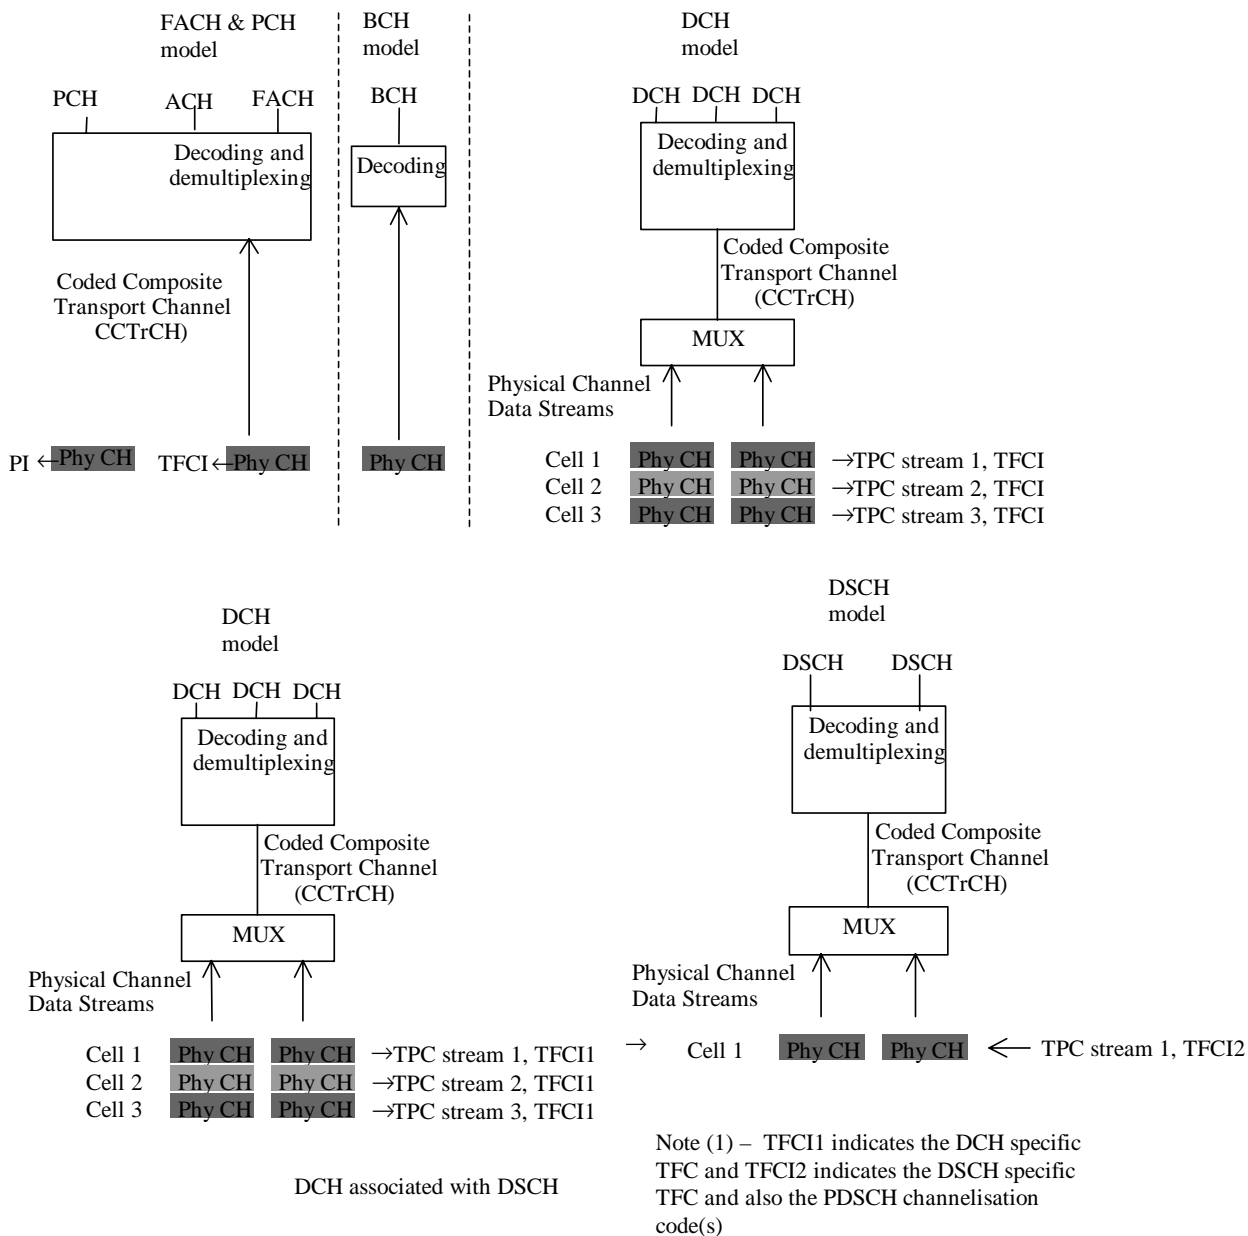 FACH & PCH
model
PCH
ACH
FACH
Decoding and
demultiplexing
Coded Composite
Transport Channel
CCTrCH)
PI ←Phy CH
TFCI←Phy CH
BCH
model
BCH
Decoding
Phy CH
DCH
model
DCH DCH DCH
Decoding and
demultiplexing
Coded Composite
Transport Channel
(CCTrCH)
MUX
Physical Channel
Data Streams
Cell 1 Phy CH Phy CH →TPC stream 1, TFCI
Cell 2 Phy CH Phy CH →TPC stream 2, TFCI
Cell 3 Phy CH Phy CH →TPC stream 3, TFCI
DCH
model
DCH DCH DCH
Decoding and
demultiplexing
Coded Composite
Transport Channel
(CCTrCH)
MUX
Physical Channel
Data Streams
Cell 1 Phy CH Phy CH →TPC stream 1, TFCI1
Cell 2 Phy CH Phy CH →TPC stream 2, TFCI1
Cell 3 Phy CH Phy CH →TPC stream 3, TFCI1
DCH associated with DSCH
DSCH
model
DSCH DSCH
Decoding and
demultiplexing
Coded Composite
Transport Channel
(CCTrCH)
MUX
Physical Channel
Data Streams
→ Cell 1 Phy CH Phy CH ← TPC stream 1, TFCI2
Note (1) – TFCI1 indicates the DCH specific
TFC and TFCI2 indicates the DSCH specific
TFC and also the PDSCH channelisation
code(s)